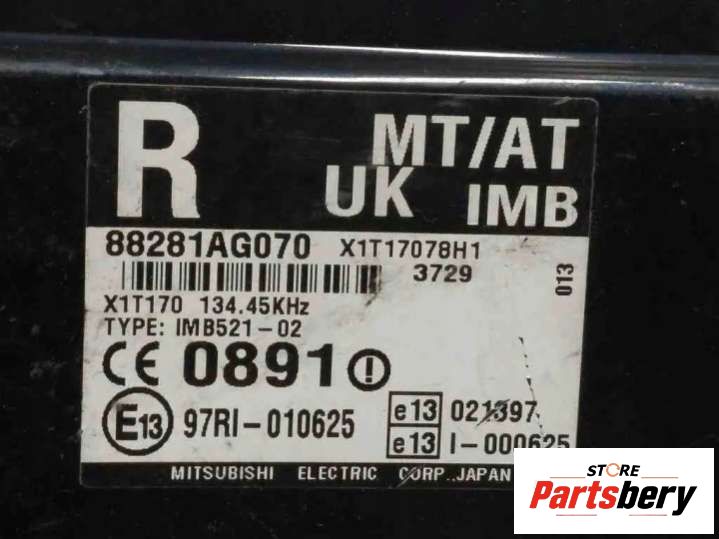 R MT/AT
UK IMB
88281AG070 X1T17078H1
3729
013
X1T170 134.45KHz
TYPE: IMB521-02
CE 0891
E13 97RI-010625
e13 021397
e13 I-000625
MITSUBISHI ELECTRIC CORP. JAPAN
STORE
Partsbery